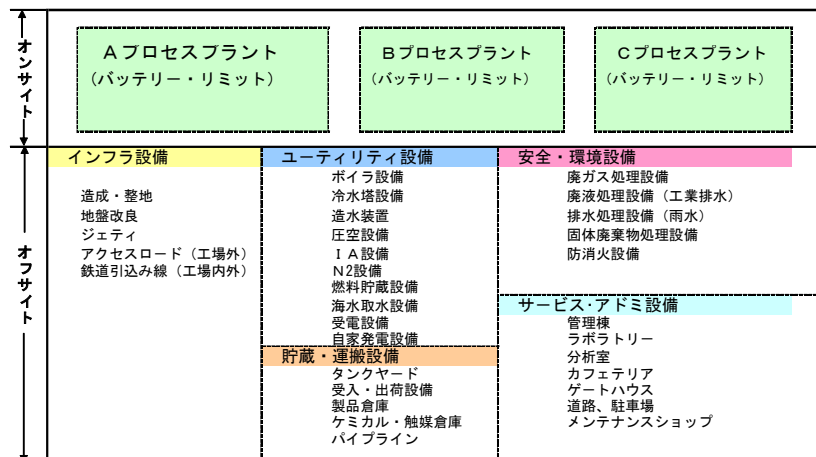 オンサイト
Aプロセスプラント
(バッテリー・リミット)
Bプロセスプラント
(バッテリー・リミット)
Cプロセスプラント
(バッテリー・リミット)
オフサイト
インフラ設備
造成・整地
地盤改良
ジェティ
アクセスロード(工場外)
鉄道引込み線(工場内外)
ユーティリティ設備
ボイラ設備
冷水塔設備
造水装置
圧空設備
IA設備
N2設備
燃料貯蔵設備
海水取水設備
受電設備
自家発電設備
貯蔵・運搬設備
タンクヤード
受入・出荷設備
製品倉庫
ケミカル・触媒倉庫
パイプライン
安全・環境設備
廃ガス処理設備
廃液処理設備(工業排水)
排水処理設備(雨水)
固体廃棄物処理設備
防消火設備
サービス・アドミ設備
管理棟
ラボラトリー
分析室
カフェテリア
ゲートハウス
道路、駐車場
メンテナンスショップ